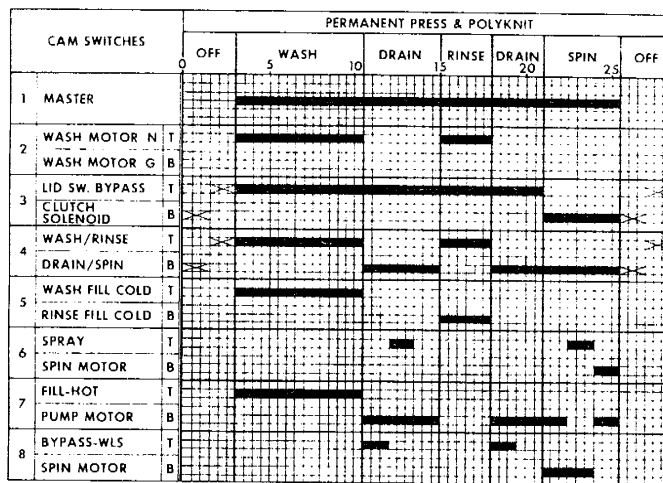 CAM SWITCHES
PERMANENT PRESS & POLYKNIT
OFF WASH DRAIN RINSE DRAIN SPIN OFF
0 5 10 15 20 25
1 MASTER
2 WASH MOTOR N T
WASH MOTOR G B
3 LID SW. BYPASS T
CLUTCH
SOLENOID B
4 WASH/RINSE T
DRAIN/SPIN B
5 WASH FILL COLD T
RINSE FILL COLD B
6 SPRAY T
SPIN MOTOR B
7 FILL-HOT T
PUMP MOTOR B
8 BYPASS-WLS T
SPIN MOTOR B